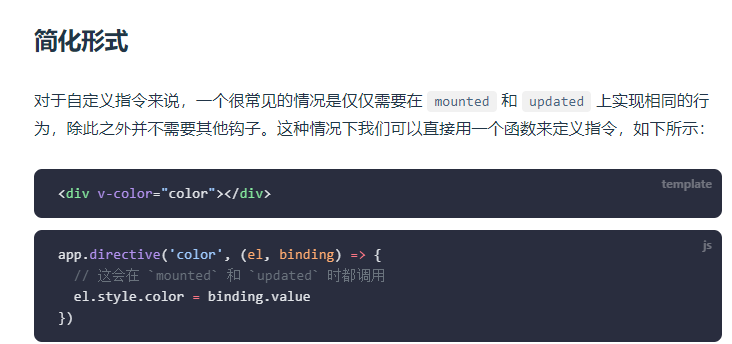 简化形式
对于自定义指令来说，一个很常见的情况是仅仅需要在 mounted 和 updated 上实现相同的行
为，除此之外并不需要其他钩子。这种情况下我们可以直接用一个函数来定义指令，如下所示：
template
<div v-color="color"></div>
js
app.directive('color', (el, binding) => {
  // 这会在 `mounted` 和 `updated` 时都调用
  el.style.color = binding.value
})